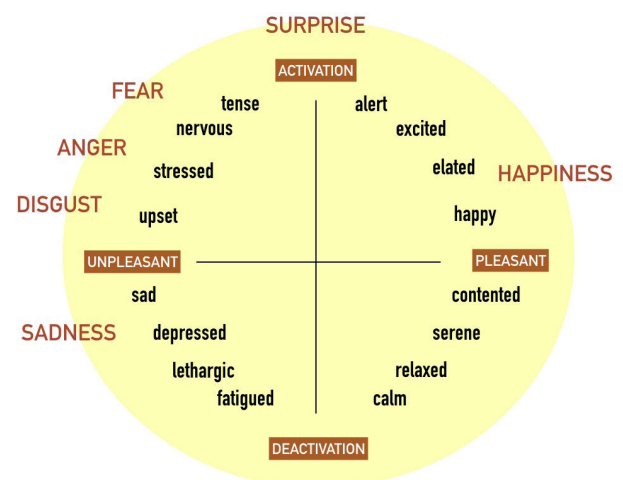 SURPRISE
ACTIVATION
FEAR
tense
alert
nervous
excited
ANGER
stressed
elated
HAPPINESS
DISGUST
upset
happy
UNPLEASANT
PLEASANT
sad
contented
SADNESS
depressed
serene
lethargic
relaxed
fatigued
calm
DEACTIVATION